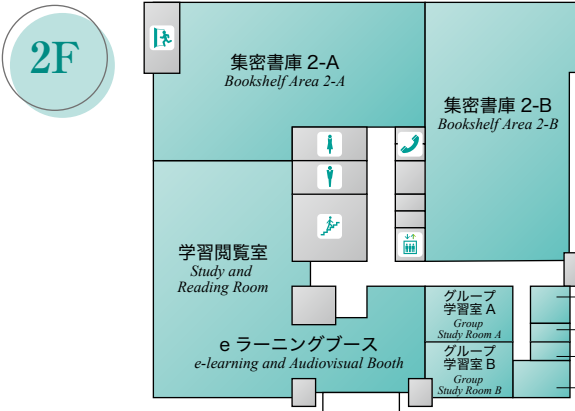 2F
集密書庫 2-A
Bookshelf Area 2-A
集密書庫 2-B
Bookshelf Area 2-B
学習閲覧室
Study and
Reading Room
e ラーニングブース
e-learning and Audiovisual Booth
グループ
学習室 A
Group
Study Room A
グループ
学習室 B
Group
Study Room B